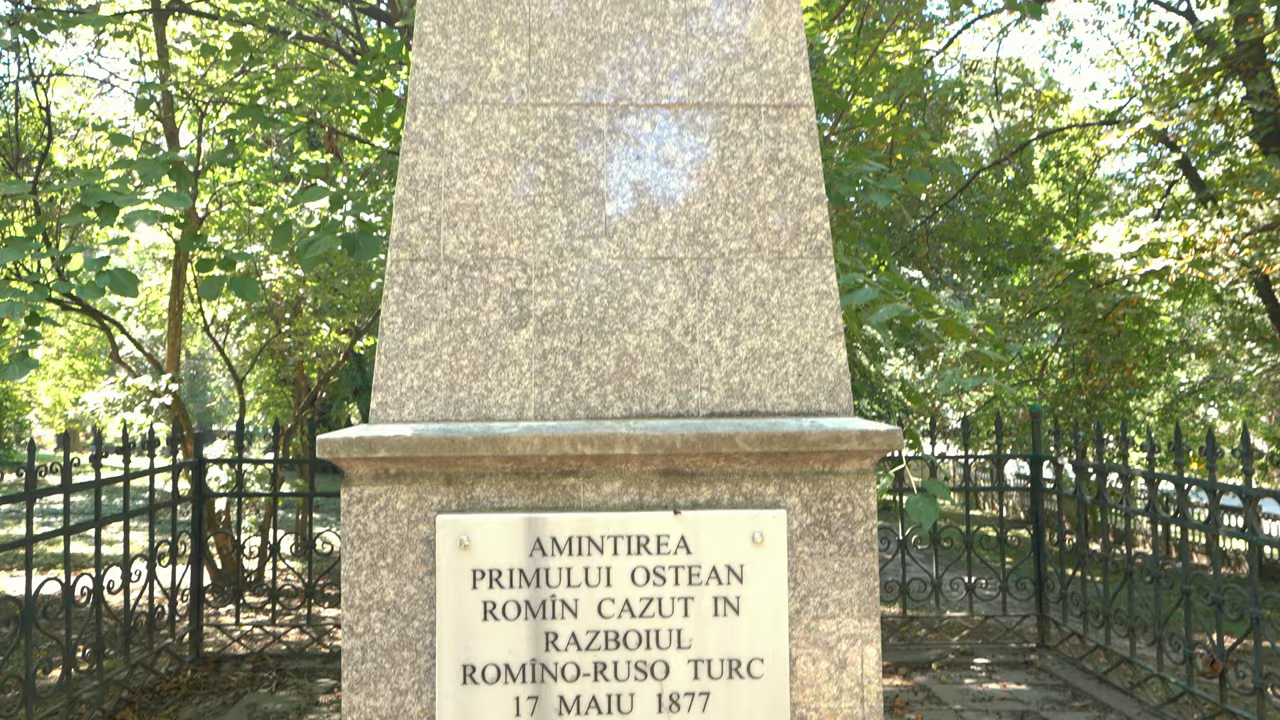 AMINTIREA
PRIMULUI OSTEAN
ROMÎN CAZUT IN
RAZBOIUL
ROMÎNO-RUSO TURC
17 MAIU 1877